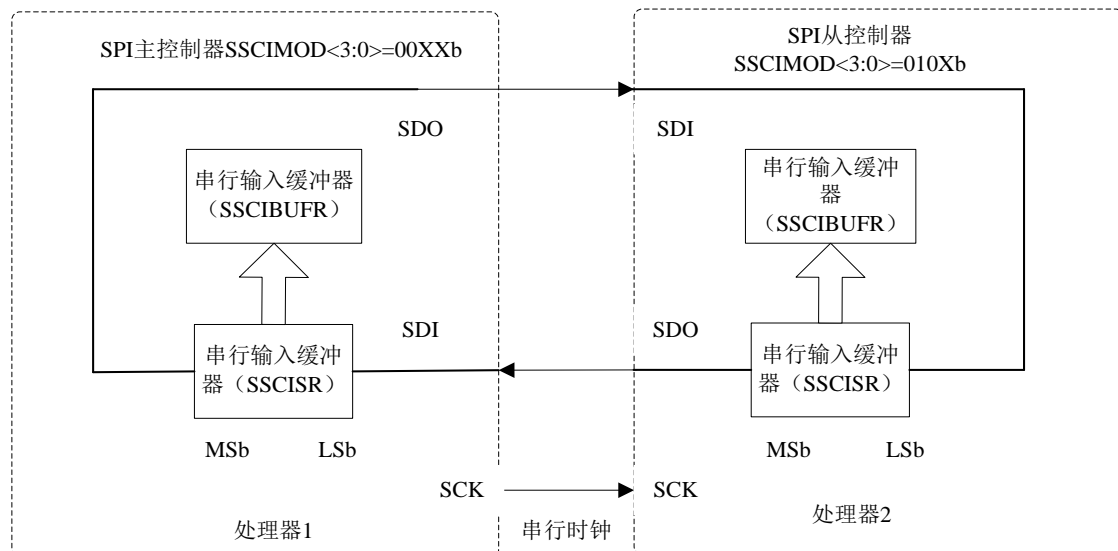 SPI主控制器SSCIMOD<3:0>=00XXb
SPI从控制器
SSCIMOD<3:0>=010Xb
SDO
SDI
串行输入缓冲器
（SSCIBUFR）
串行输入缓冲
器
（SSCIBUFR）
SDI
SDO
串行输入缓冲
器（SSCISR）
串行输入缓冲
器（SSCISR）
MSb
LSb
MSb
LSb
SCK
SCK
处理器1
串行时钟
处理器2